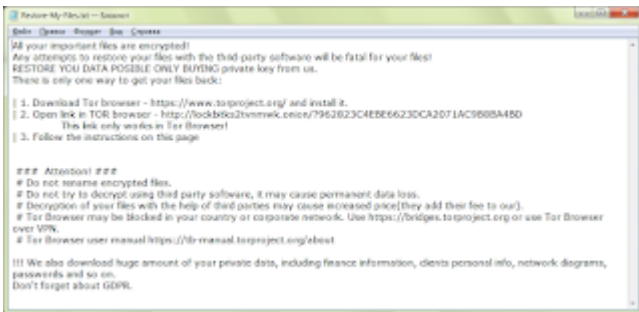 Restore-My-Files.txt — Блокнот
Файл Правка Формат Вид Справка
All your important files are encrypted!
Any attempts to restore your files with the third-party software will be fatal for your files!
RESTORE YOU DATA POSIBLE ONLY BUYING private key from us.
There is only one way to get your files back:
| 1. Download Tor browser - https://www.torproject.org/ and install it.
| 2. Open link in TOR browser -
This link only works in Tor Browser!
| 3. Follow the instructions on this page
### Attention! ###
# Do not rename encrypted files.
# Do not try to decrypt using third party software, it may cause permanent data loss.
# Decryption of your files with the help of third parties may cause increased price(they add their fee to our).
# Tor Browser may be blocked in your country or corporate network. Use https://bridges.torproject.org or use Tor Browser
over VPN.
# Tor Browser user manual https://tb-manual.torproject.org/about
!!! We also download huge amount of your private data, including finance information, clients personal info, network diagrams,
passwords and so on.
Don't forget about GDPR.